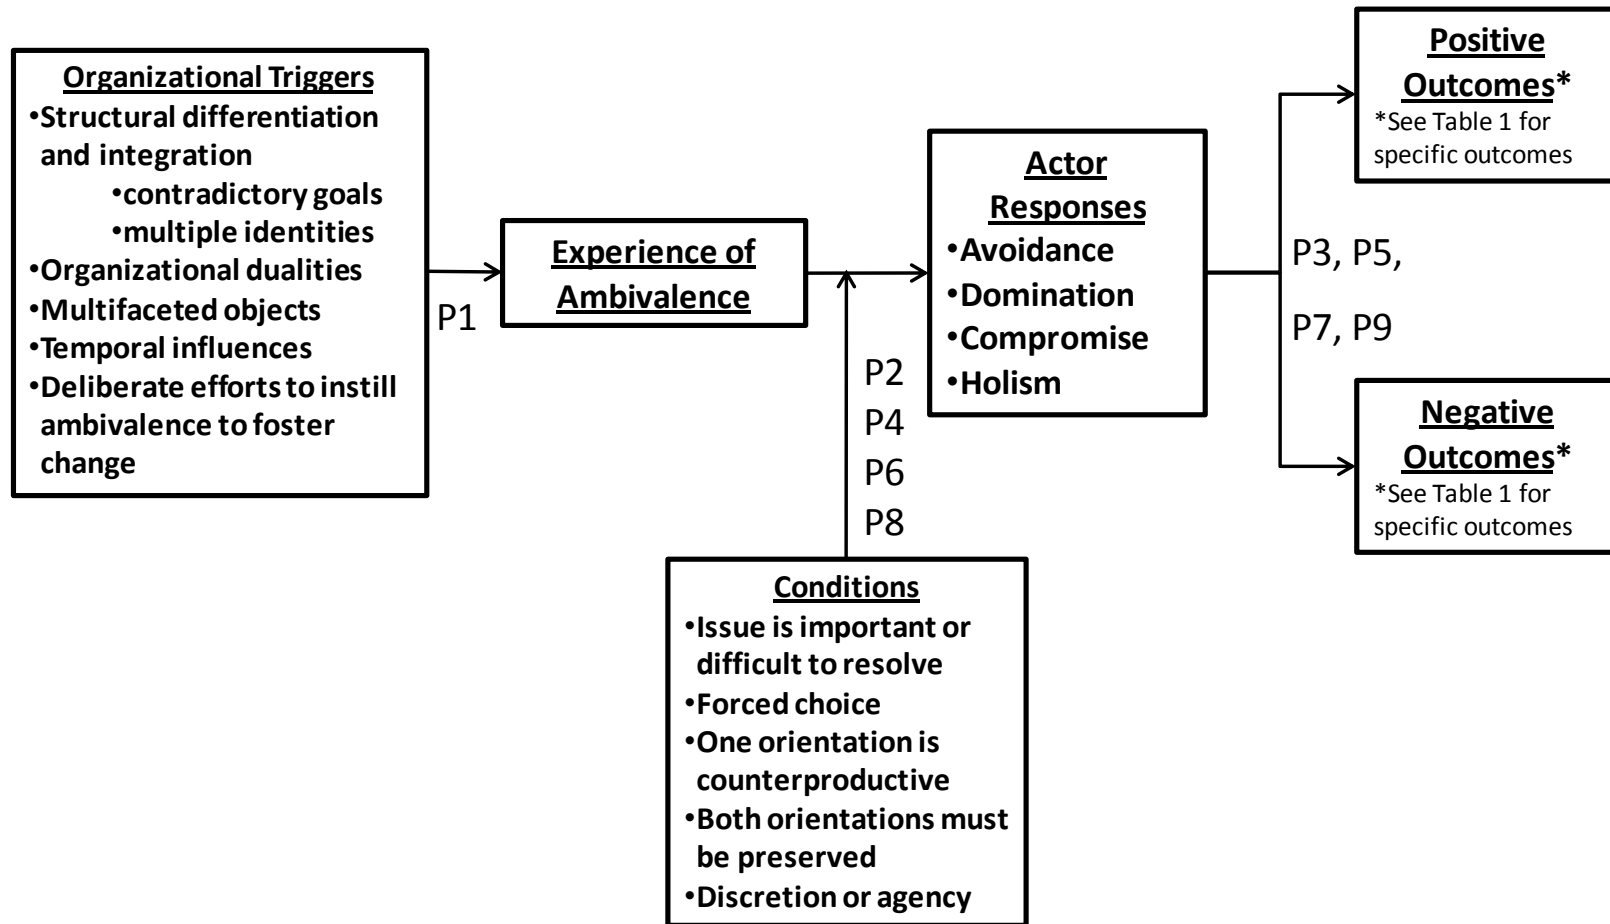 Organizational Triggers
•Structural differentiation
and integration
•contradictory goals
•multiple identities
•Organizational dualities
•Multifaceted objects
•Temporal influences
•Deliberate efforts to instill
ambivalence to foster
change
P1
Experience of
Ambivalence
P2
P4
P6
P8
Conditions
•Issue is important or
difficult to resolve
•Forced choice
•One orientation is
counterproductive
•Both orientations must
be preserved
•Discretion or agency
Actor
Responses
•Avoidance
•Domination
•Compromise
•Holism
P3, P5,
P7, P9
Positive
Outcomes*
*See Table 1 for
specific outcomes
Negative
Outcomes*
*See Table 1 for
specific outcomes